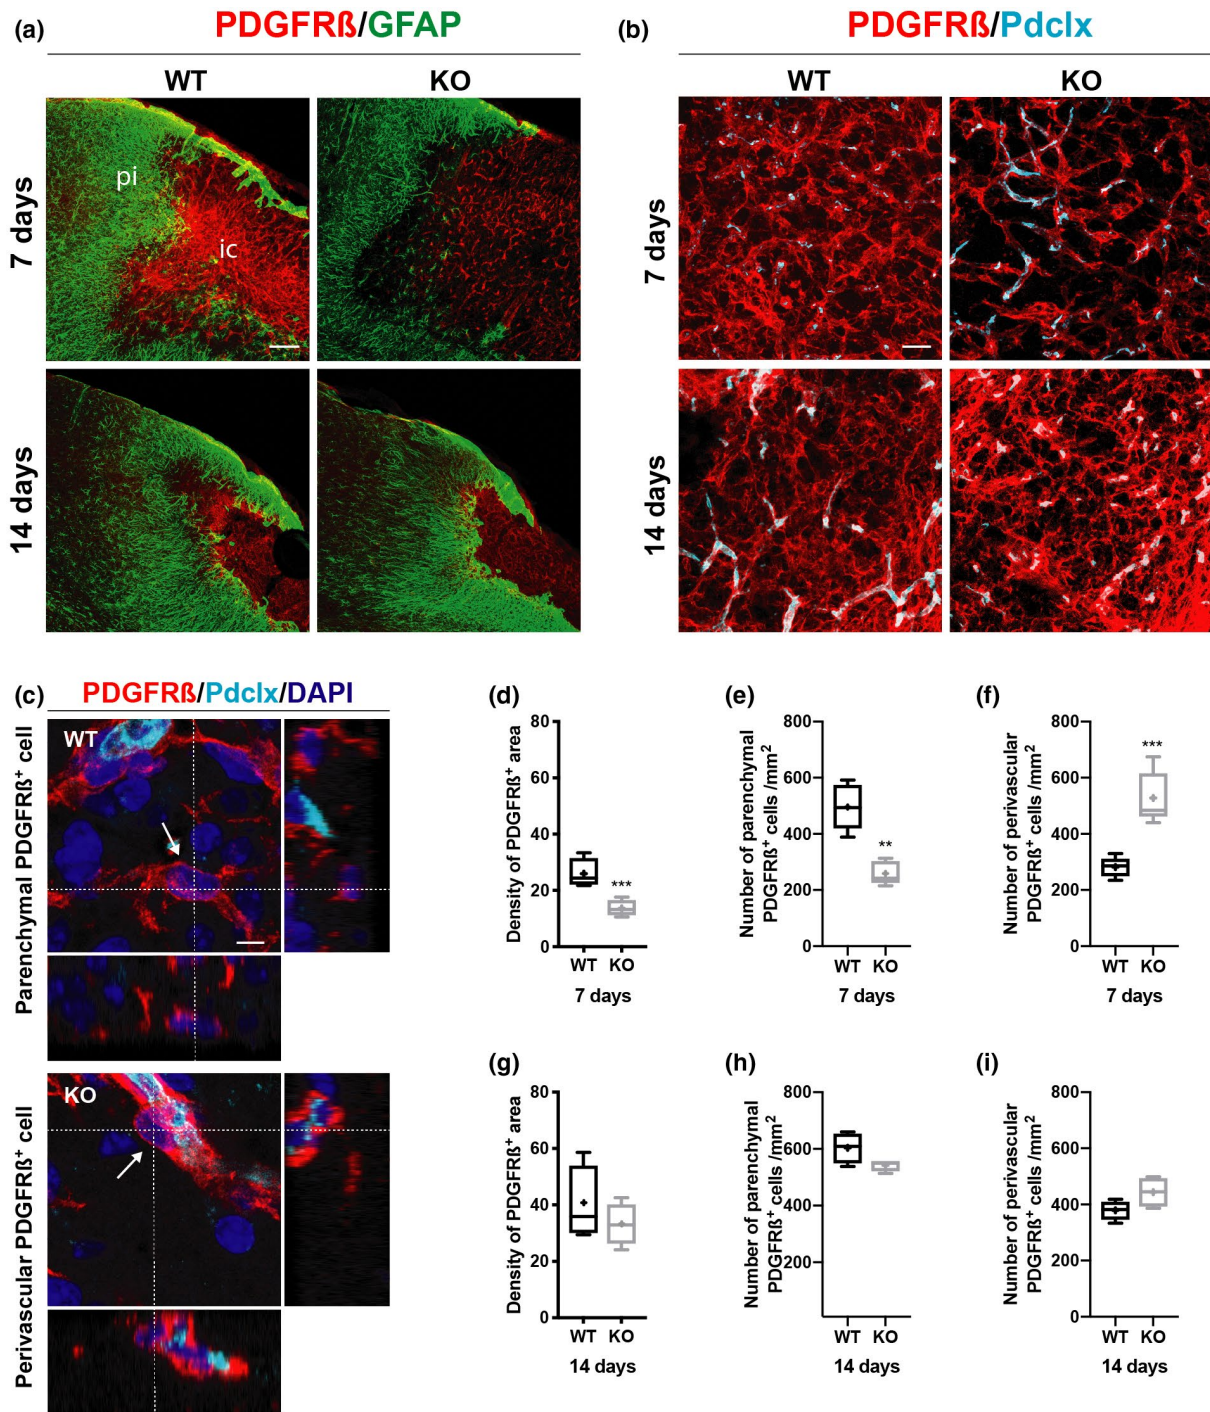 (a) PDGFRß/GFAP
WT KO
7 days
pi
ic
14 days
(b) PDGFRß/Pdclx
WT KO
7 days
14 days
(c) PDGFRß/Pdclx/DAPI
Parenchymal PDGFRß⁺ cell
WT
Perivascular PDGFRß⁺ cell
KO
(d)
Density of PDGFRß⁺ area
80
60
40
20
0
***
WT KO
7 days
(e)
Number of parenchymal
PDGFRß⁺ cells /mm²
800
600
400
200
0
**
WT KO
7 days
(f)
Number of perivascular
PDGFRß⁺ cells /mm²
800
600
400
200
0
***
WT KO
7 days
(g)
Density of PDGFRß⁺ area
80
60
40
20
0
WT KO
14 days
(h)
Number of parenchymal
PDGFRß⁺ cells /mm²
800
600
400
200
WT KO
14 days
(i)
Number of perivascular
PDGFRß⁺ cells /mm²
800
600
400
200
0
WT KO
14 days